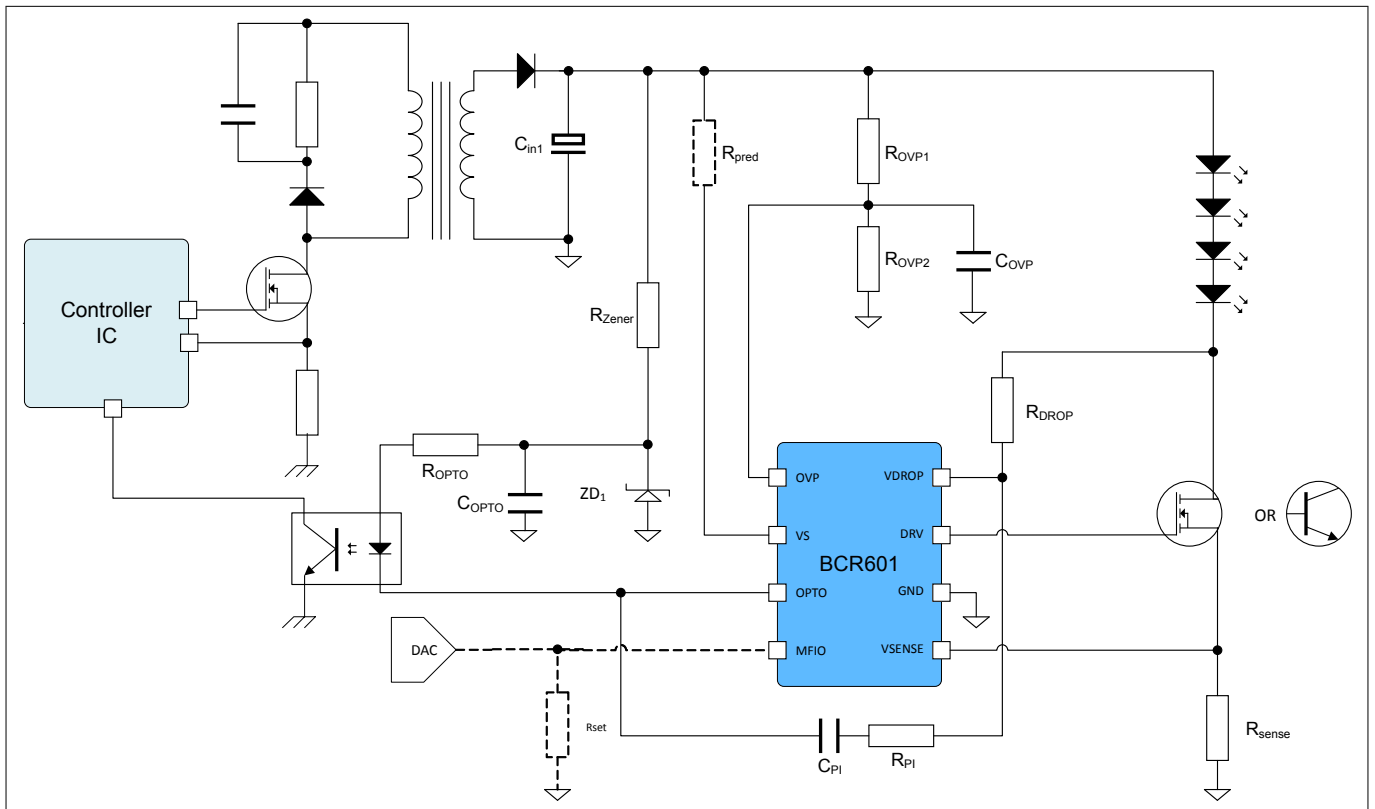 Cin1
Rpred
ROVP1
ROVP2
COVP
Controller
IC
RZener
RDROP
ROPTO
COPTO
ZD1
OVP
VDROP
VS
DRV
BCR601
OPTO
GND
MFIO
VSENSE
OR
DAC
Rset
CPI
RPI
Rsense